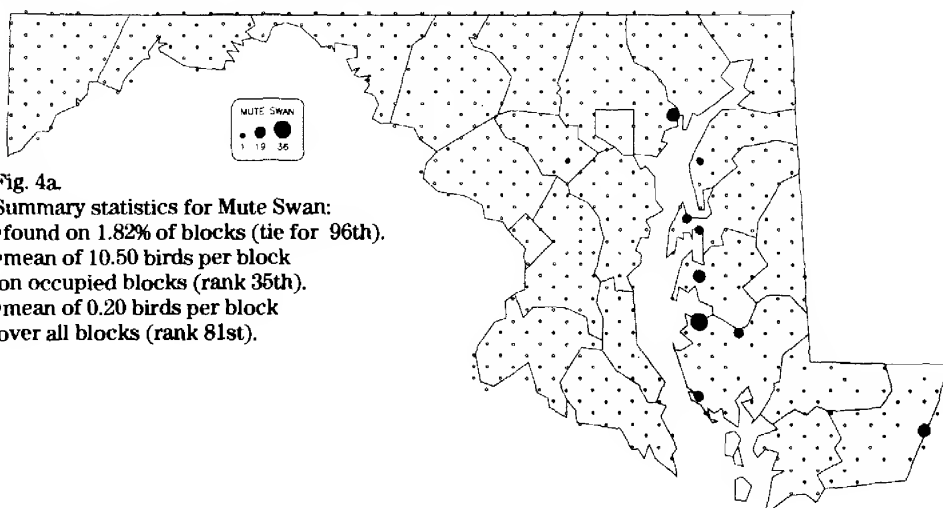 MUTE SWAN
1 19 36
Fig. 4a.
Summary statistics for Mute Swan:
•found on 1.82% of blocks (tie for 96th).
•mean of 10.50 birds per block
on occupied blocks (rank 35th).
•mean of 0.20 birds per block
over all blocks (rank 81st).